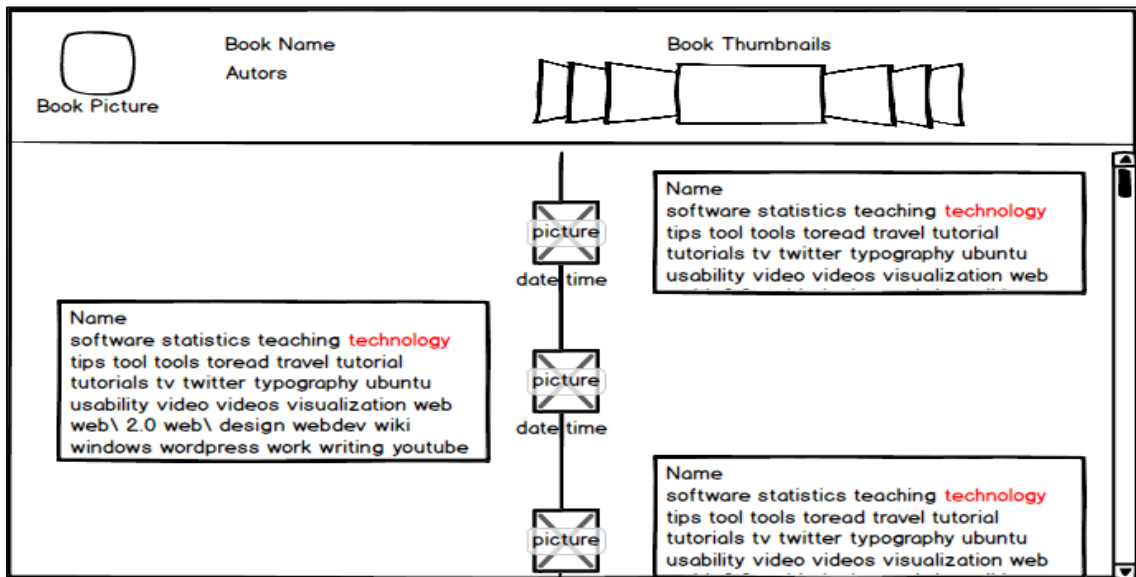 Book Name
Autors
Book Picture
Book Thumbnails
picture
date time
Name
software statistics teaching technology
tips tool tools toread travel tutorial
tutorials tv twitter typography ubuntu
usability video videos visualization web
Name
software statistics teaching technology
tips tool tools toread travel tutorial
tutorials tv twitter typography ubuntu
usability video videos visualization web
web\ 2.0 web\ design webdev wiki
windows wordpress work writing youtube
picture
date time
picture
Name
software statistics teaching technology
tips tool tools toread travel tutorial
tutorials tv twitter typography ubuntu
usability video videos visualization web